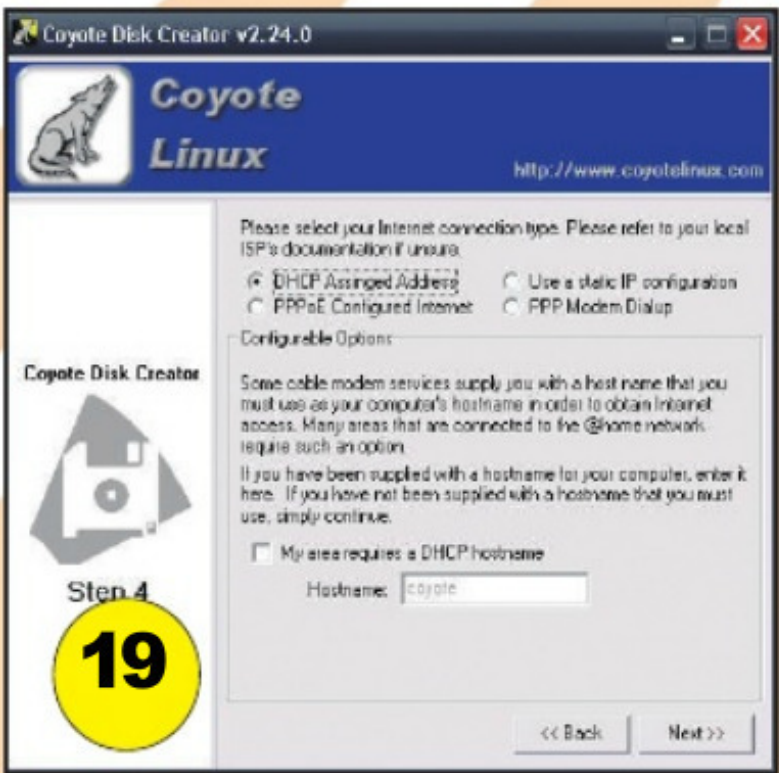 Coyote Disk Creator v2.24.0
Coyote
Linux
http://www.coyotelinux.com
Please select your Internet connection type. Please refer to your local
ISP's documentation if unsure.
DHCP Assinged Address
Use a static IP configuration
PPPoE Configured Internet
PPP Modem Dialup
Configurable Options
Coyote Disk Creator
Some cable modem services supply you with a host name that you
must use as your computer's hostname in order to obtain Internet
access. Many areas that are connected to the @home network
require such an option.
If you have been supplied with a hostname for your computer, enter it
here. If you have not been supplied with a hostname that you must
use, simply continue.
My area requires a DHCP hostname
Hostname:
coyote
Step 4
19
<< Back
Next >>